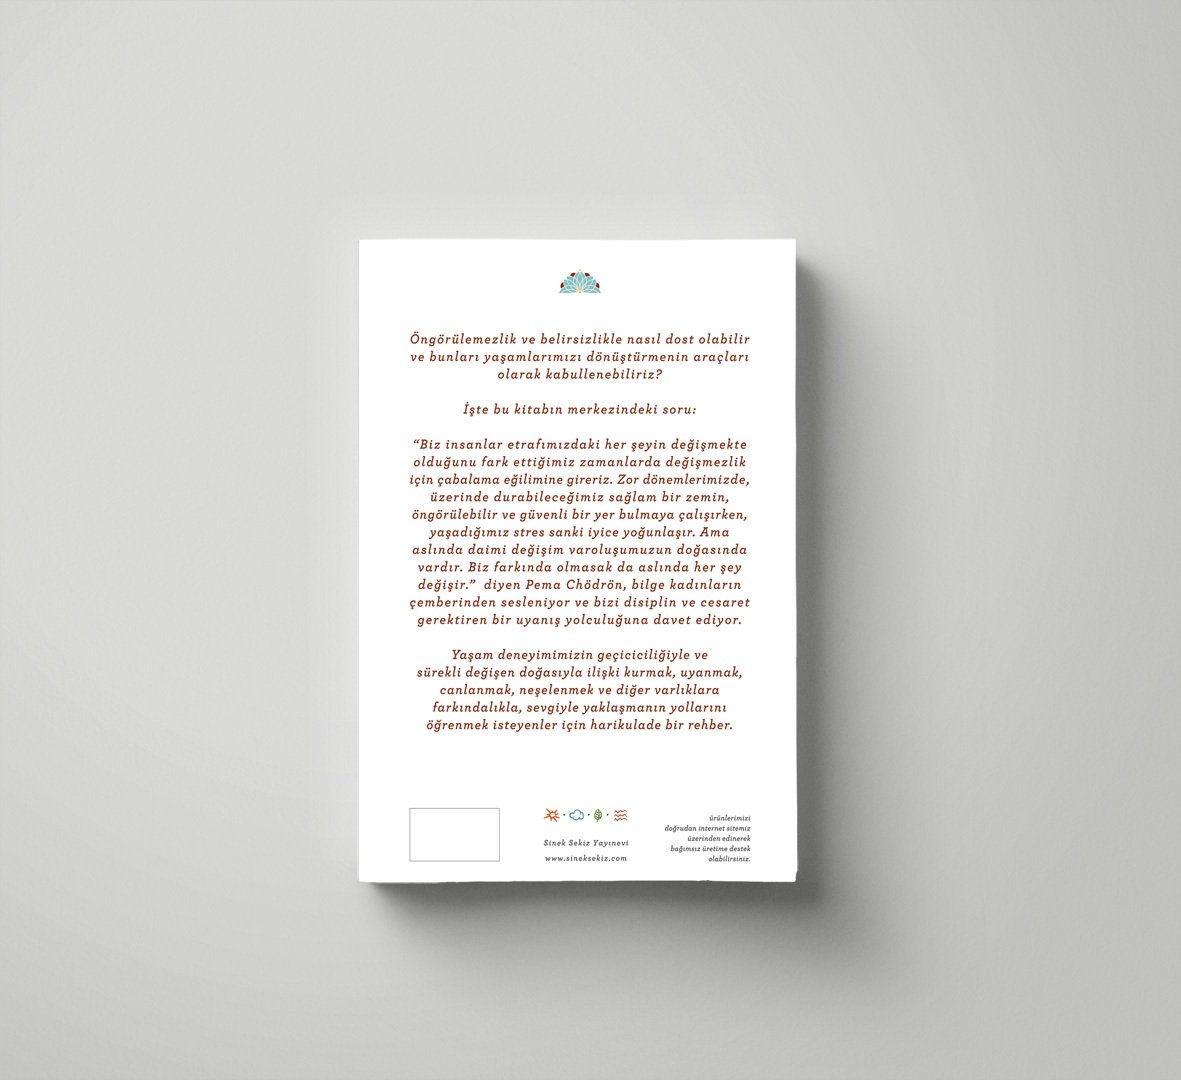 Öngörülemezlik ve belirsizlikle nasıl dost olabilir
ve bunları yaşamlarımızı dönüştürmenin araçları
olarak kabullenebiliriz?
İşte bu kitabın merkezindeki soru:
“Biz insanlar etrafımızdaki her şeyin değişmekte
olduğunu fark ettiğimiz zamanlarda değişmezlik
için çabalama eğilimine gireriz. Zor dönemlerimizde,
üzerinde durabileceğimiz sağlam bir zemin,
öngörülebilir ve güvenli bir yer bulmaya çalışırken,
yaşadığımız stres sanki iyice yoğunlaşır. Ama
aslında daimi değişim varoluşumuzun doğasında
vardır. Biz farkında olmasak da aslında her şey
değişir.” diyen Pema Chödrön, bilge kadınların
çemberinden sesleniyor ve bizi disiplin ve cesaret
gerektiren bir uyanış yolculuğuna davet ediyor.
Yaşam deneyimimizin geçiciciliğiyle ve
sürekli değişen doğasıyla ilişki kurmak, uyanmak,
canlanmak, neşelenmek ve diğer varlıklara
farkındalıkla, sevgiyle yaklaşmanın yollarını
öğrenmek isteyenler için harikulade bir rehber.
Sinek Sekiz Yayınevi
www.sineksekiz.com
ürünlerimizi
doğrudan internet sitemiz
üzerinden edinerek
bağımsız üretime destek
olabilirsiniz.